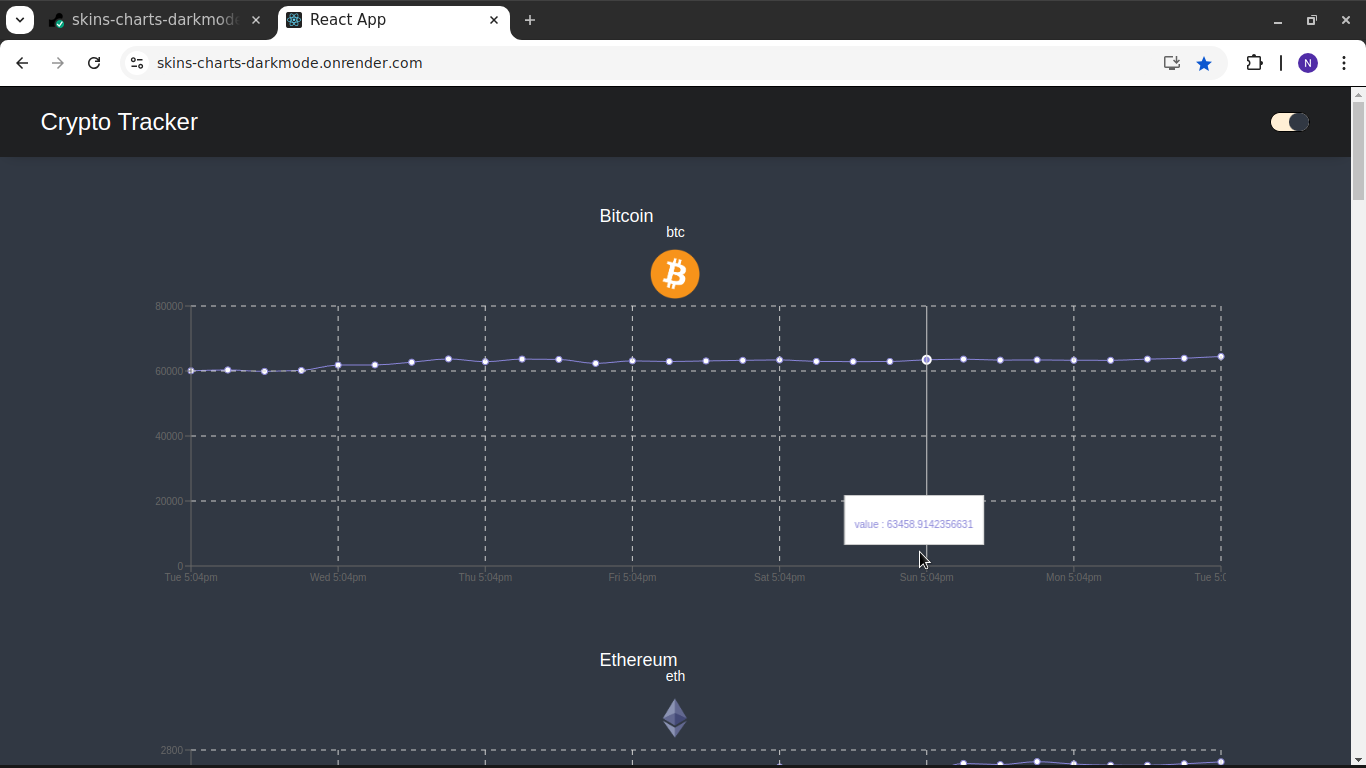 skins-charts-darkmode
React App
skins-charts-darkmode.onrender.com
N
Crypto Tracker
Bitcoin
btc
80000
60000
40000
20000
value : 63458.9142356631
0
Tue 5:04pm Wed 5:04pm Thu 5:04pm Fri 5:04pm Sat 5:04pm Sun 5:04pm Mon 5:04pm Tue 5:0
Ethereum
eth
2800